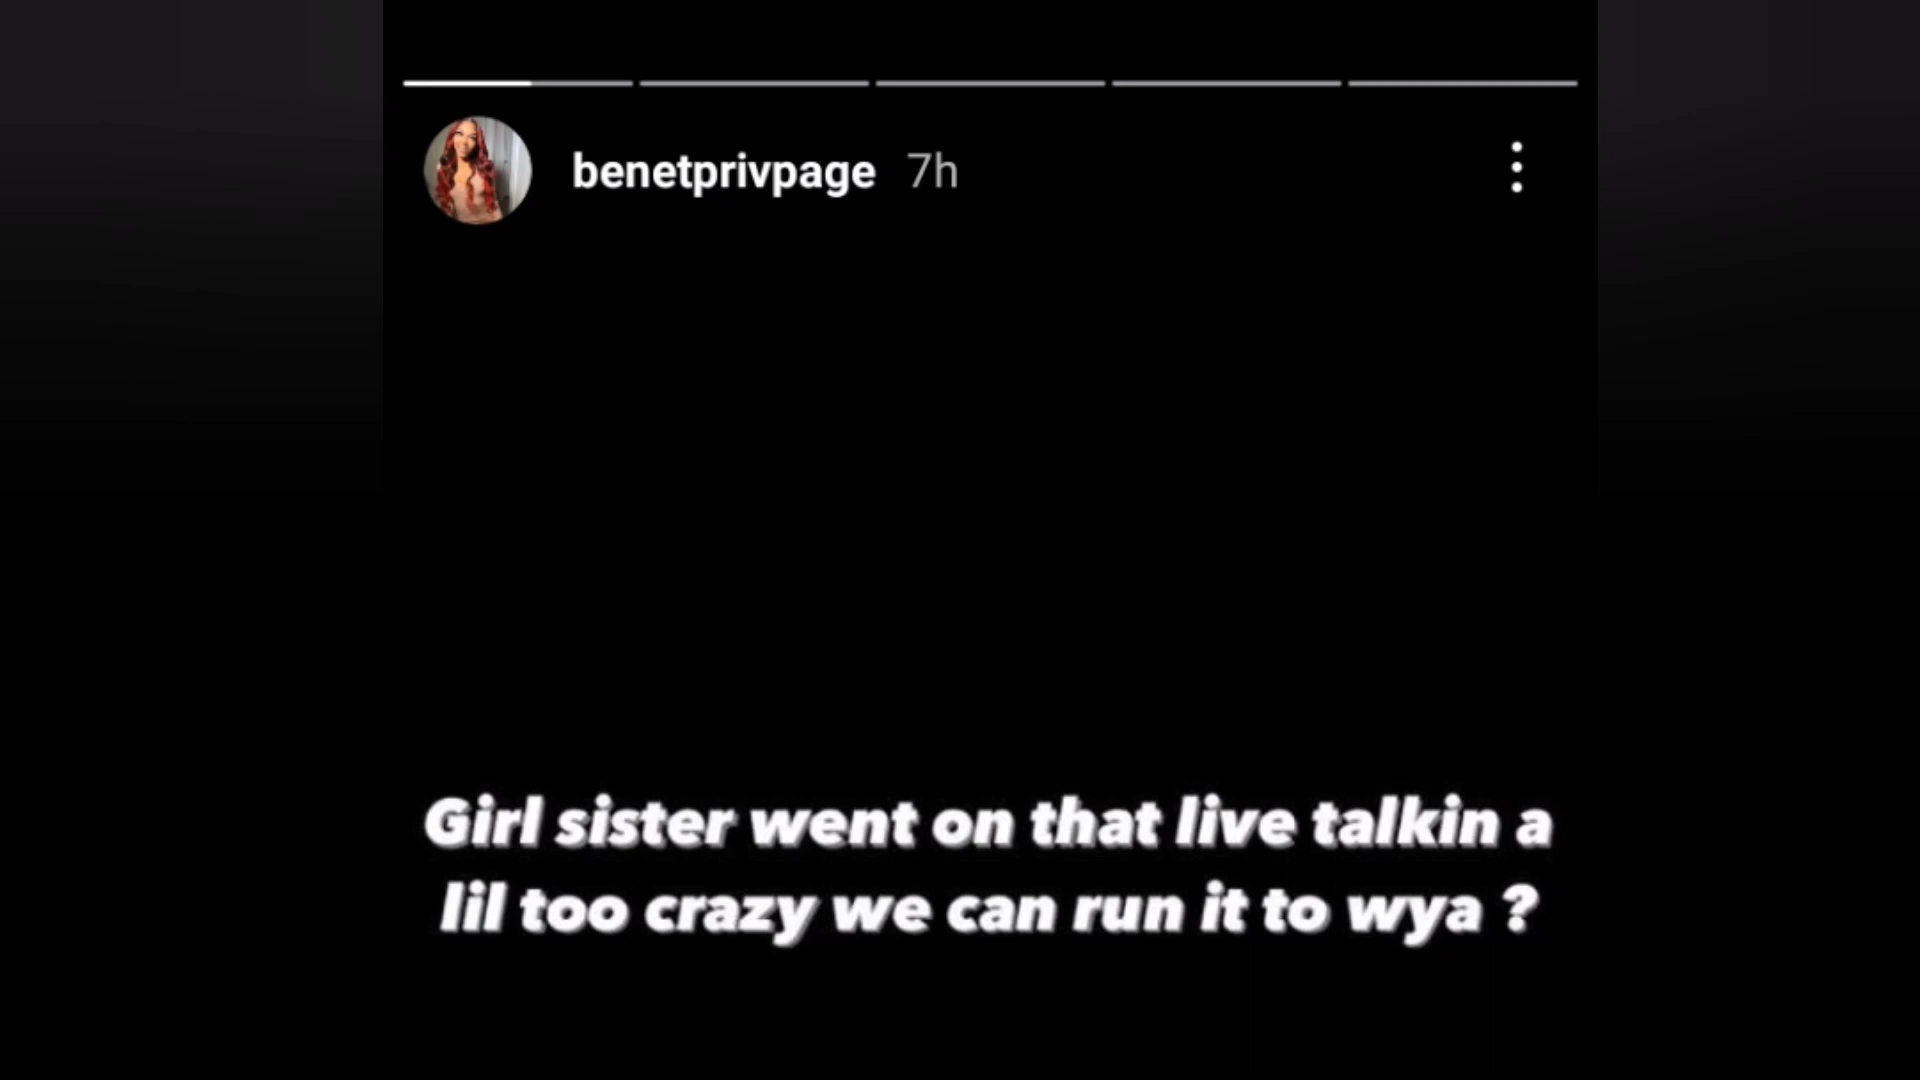 benetprivpage 7h
Girl sister went on that live talkin a
lil too crazy we can run it to wya ?